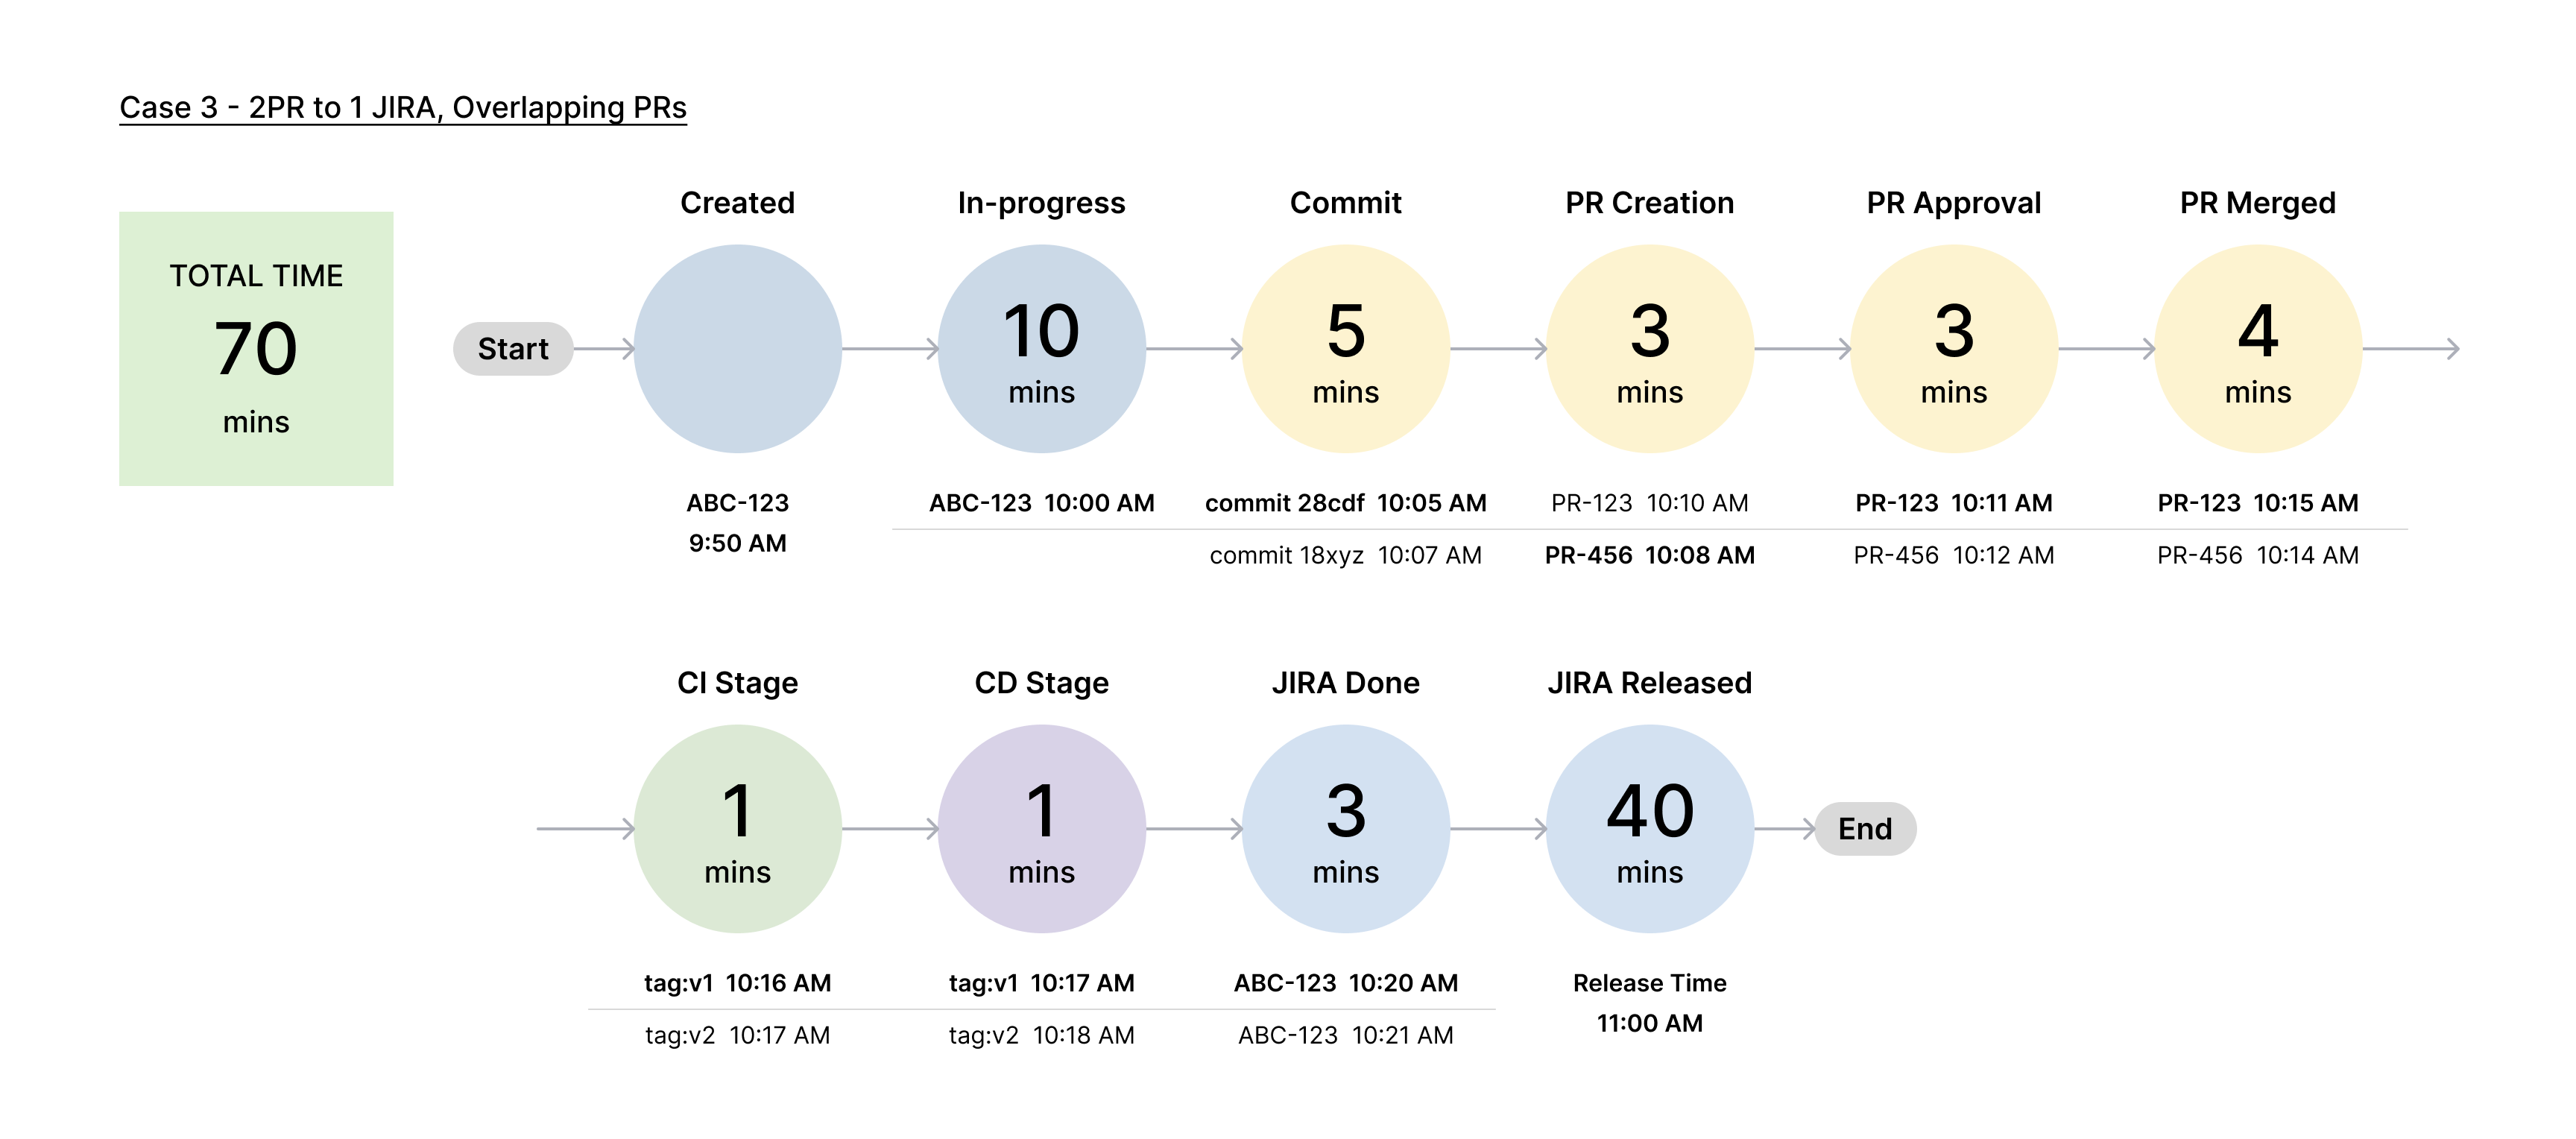 Case 3 - 2PR to 1 JIRA, Overlapping PRs
TOTAL TIME
70
mins
Start
Created
In-progress
Commit
PR Creation
PR Approval
PR Merged
10
mins
5
mins
3
mins
3
mins
4
mins
ABC-123
9:50 AM
ABC-123 10:00 AM
commit 28cdf 10:05 AM
PR-123 10:10 AM
PR-123 10:11 AM
PR-123 10:15 AM
commit 18xyz 10:07 AM
PR-456 10:08 AM
PR-456 10:12 AM
PR-456 10:14 AM
CI Stage
CD Stage
JIRA Done
JIRA Released
1
mins
1
mins
3
mins
40
mins
End
tag:v1 10:16 AM
tag:v1 10:17 AM
ABC-123 10:20 AM
Release Time
11:00 AM
tag:v2 10:17 AM
tag:v2 10:18 AM
ABC-123 10:21 AM